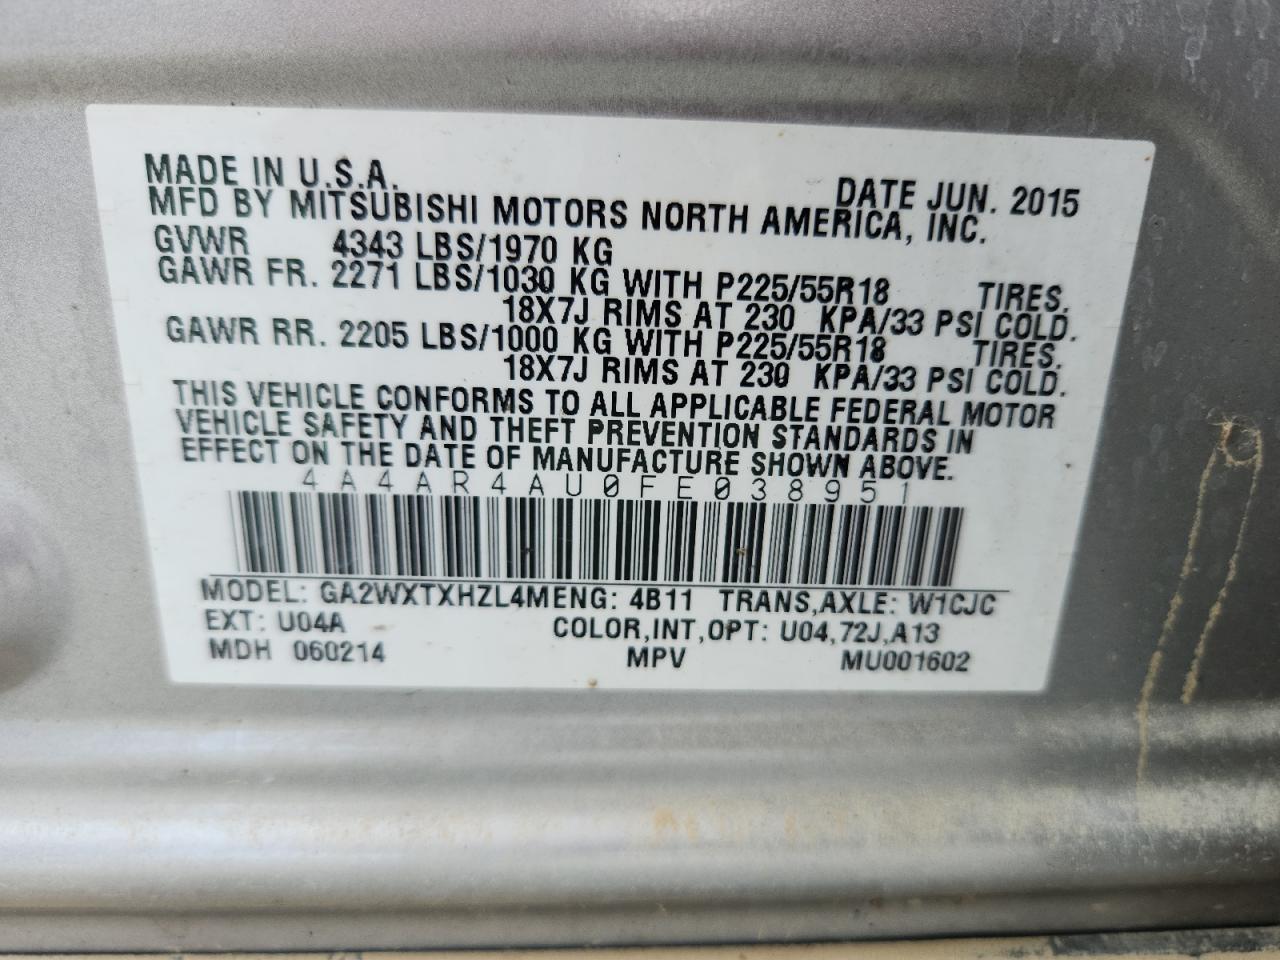 MADE IN U.S.A. DATE JUN. 2015
MFD BY MITSUBISHI MOTORS NORTH AMERICA, INC.
GVWR 4343 LBS/1970 KG
GAWR FR. 2271 LBS/1030 KG WITH P225/55R18 TIRES.
18X7J RIMS AT 230 KPA/33 PSI COLD.
GAWR RR. 2205 LBS/1000 KG WITH P225/55R18 TIRES.
18X7J RIMS AT 230 KPA/33 PSI COLD.
THIS VEHICLE CONFORMS TO ALL APPLICABLE FEDERAL MOTOR
VEHICLE SAFETY AND THEFT PREVENTION STANDARDS IN
EFFECT ON THE DATE OF MANUFACTURE SHOWN ABOVE.
4A4AR4AU0FE038951
MODEL: GA2WXTXHZL4MENG: 4B11 TRANS,AXLE: W1CJC
EXT: U04A COLOR,INT,OPT: U04,72J,A13
MDH 060214 MPV MU001602